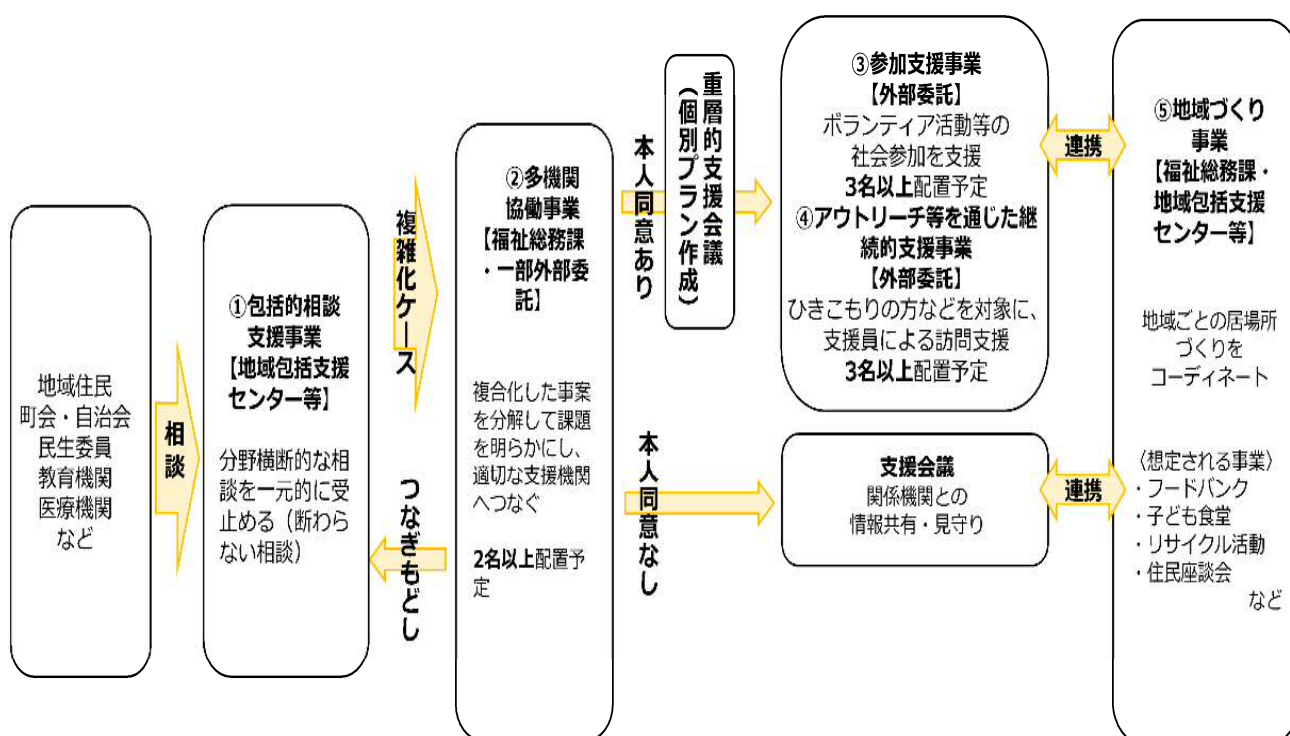 地域住民
町会・自治会
民生委員
教育機関
医療機関
など
相談
①包括的相談
支援事業
【地域包括支援
センター等】
分野横断的な相
談を一元的に受
止める（断わら
ない相談）
複雑化ケース
つなぎもどし
②多機関
協働事業
【福祉総務課
・一部外部委
託】
複合化した事案
を分解して課題
を明らかにし、
適切な支援機関
へつなぐ
2名以上配置予
定
本人同意あり
重層的支援会議
（個別プラン作成）
本人同意なし
③参加支援事業
【外部委託】
ボランティア活動等の
社会参加を支援
3名以上配置予定
④アウトリーチ等を通じた継
続的支援事業
【外部委託】
ひきこもりの方などを対象に、
支援員による訪問支援
3名以上配置予定
支援会議
関係機関との
情報共有・見守り
連携
連携
⑤地域づくり
事業
【福祉総務課・
地域包括支援
センター等】
地域ごとの居場所
づくりを
コーディネート
〈想定される事業〉
・フードバンク
・子ども食堂
・リサイクル活動
・住民座談会
など